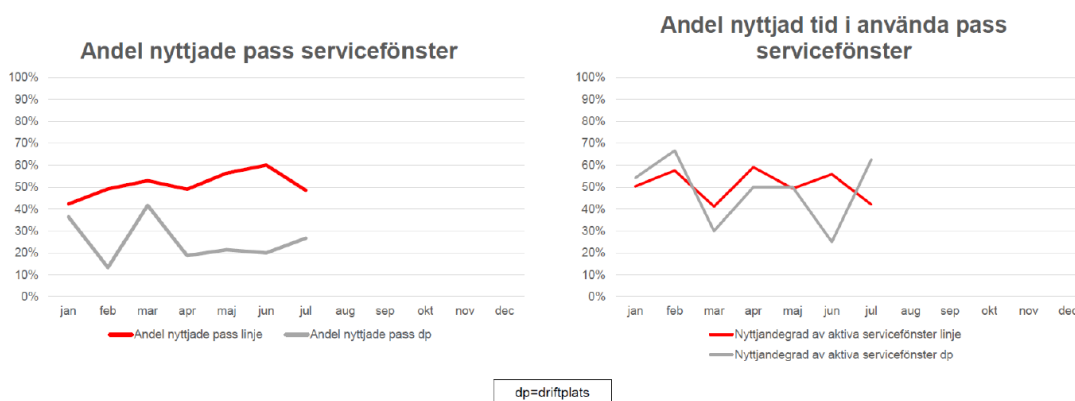 Andel nyttjade pass servicefönster
100%
90%
80%
70%
60%
50%
40%
30%
20%
10%
0%
jan feb mar apr maj jun jul aug sep okt nov dec
Andel nyttjade pass linje Andel nyttjade pass dp
Andel nyttjad tid i använda pass
servicefönster
100%
90%
80%
70%
60%
50%
40%
30%
20%
10%
0%
jan feb mar apr maj jun jul aug sep okt nov dec
Nyttjandegrad av aktiva servicefönster linje
Nyttjandegrad av aktiva servicefönster dp
dp=driftplats